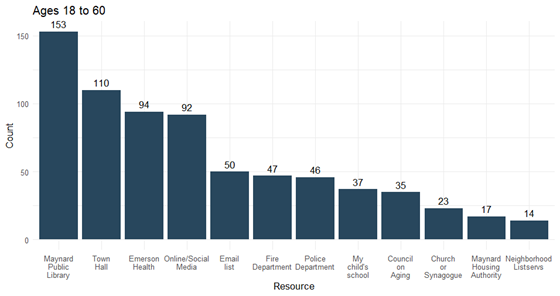 Ages 18 to 60
Count
150
100
50
0
153
110
94
92
50
47
46
37
35
23
17
14
Maynard
Public
Library
Town
Hall
Emerson
Health
Online/Social
Media
Email
list
Fire
Department
Police
Department
My
child's
school
Council
on
Aging
Church
or
Synagogue
Maynard
Housing
Authority
Neighborhood
Listservs
Resource